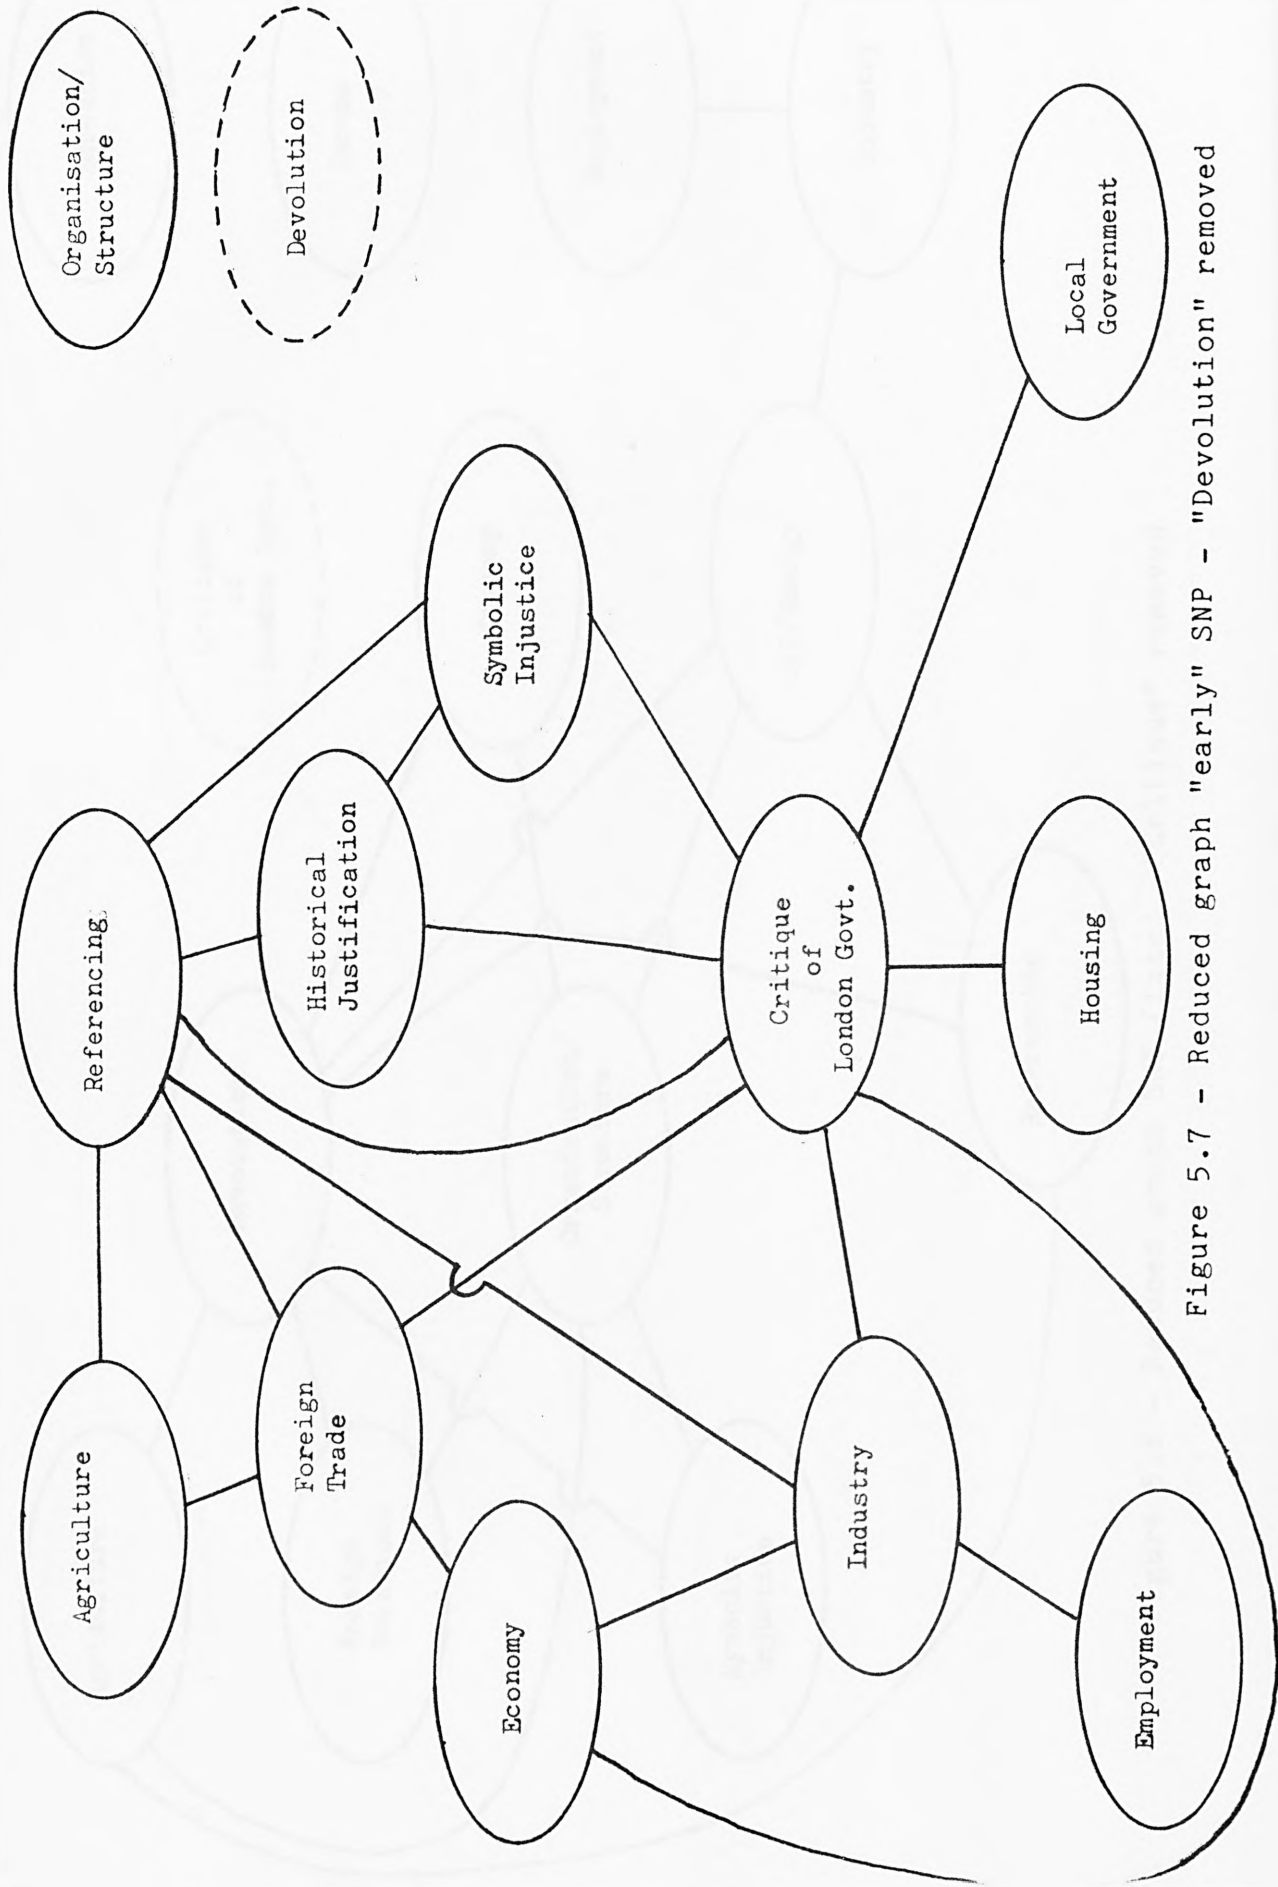 Agriculture
Referencing
Organisation/
Structure
Foreign
Trade
Historical
Justification
Devolution
Economy
Symbolic
Injustice
Industry
Critique
of
London Govt.
Employment
Housing
Local
Government
Figure 5.7 - Reduced graph "early" SNP - "Devolution" removed